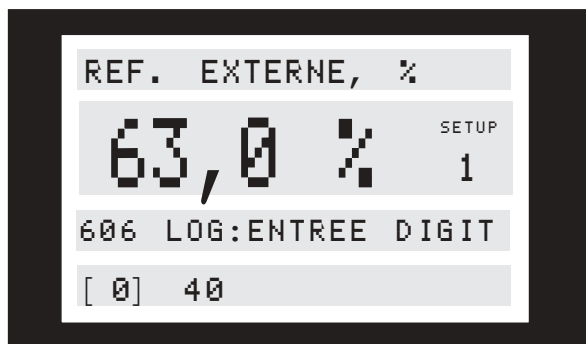 REF. EXTERNE, %
63,0 %
SETUP
1
606 LOG:ENTREE DIGIT
[ 0] 40